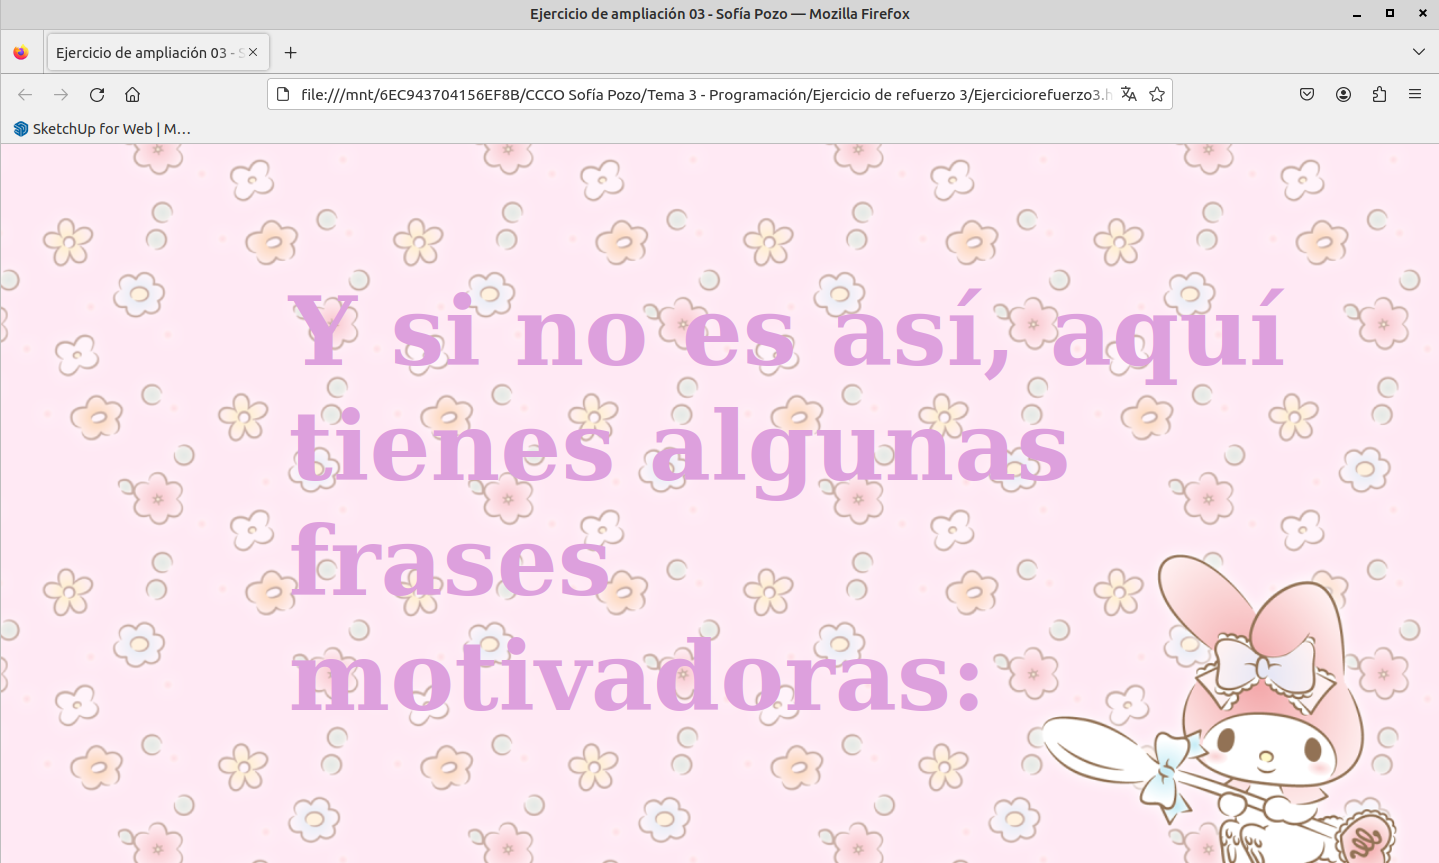 Ejercicio de ampliación 03 - Sofía Pozo — Mozilla Firefox
Ejercicio de ampliación 03 - S
file:///mnt/6EC943704156EF8B/CCCO Sofía Pozo/Tema 3 - Programación/Ejercicio de refuerzo 3/Ejerciciorefuerzo3.h
SketchUp for Web | M…
Y si no es así, aquí
tienes algunas
frases
motivadoras: